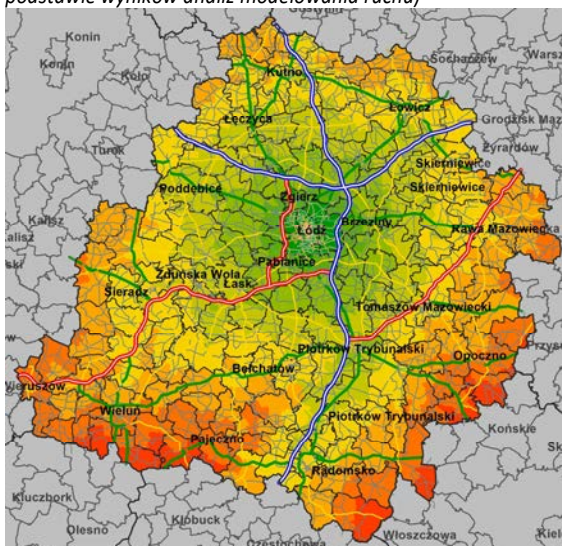 podstawie wyników analiz modelowania ruchu)
Konin
Konin
Koło
Kutno
Sochaczew
Łowicz
Łęczyca
Grodzisk Maz
Żyrardów
Turek
Skierniewice
Skierniewice
Poddębice
Zgierz
Kalisz
Łódź
Brzeziny
Rawa Mazowiecka
Pabianice
Zduńska Wola
Łask
Sieradz
Tomaszów Mazowiecki
Piotrków Trybunalski
Opoczno
Bełchatów
Wieruszów
Wieluń
Piotrków Trybunalski
Końskie
Pajęczno
Radomsko
Kluczbork
Kłobuck
Olesno
Włoszczowa
Częstochowa